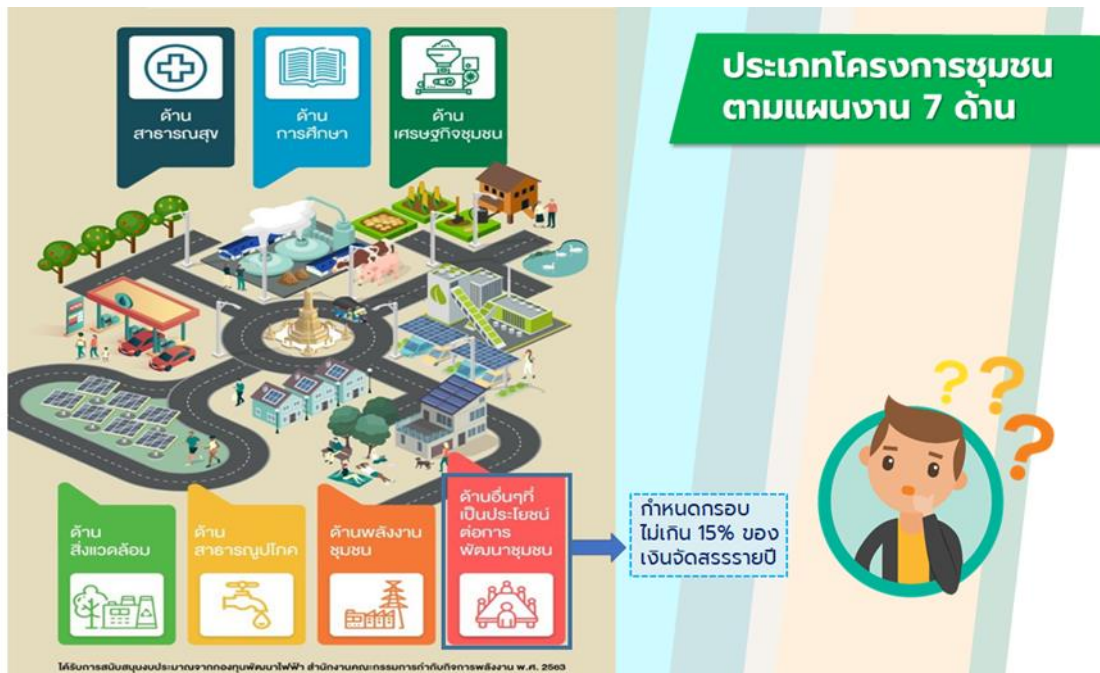 ประเภทโครงการชุมชน
ตามแผนงาน 7 ด้าน
ด้าน
สาธารณสุข
ด้าน
การศึกษา
ด้าน
เศรษฐกิจชุมชน
ด้าน
สิ่งแวดล้อม
ด้าน
สาธารณูปโภค
ด้านพลังงาน
ชุมชน
ด้านอื่นๆที่
เป็นประโยชน์
ต่อการ
พัฒนาชุมชน
กำหนดกรอบ
ไม่เกิน 15% ของ
เงินจัดสรรรายปี
?
?
?
ได้รับการสนับสนุนงบประมาณจากกองทุนพัฒนาไฟฟ้า สำนักงานคณะกรรมการกำกับกิจการพลังงาน พ.ศ. 2563